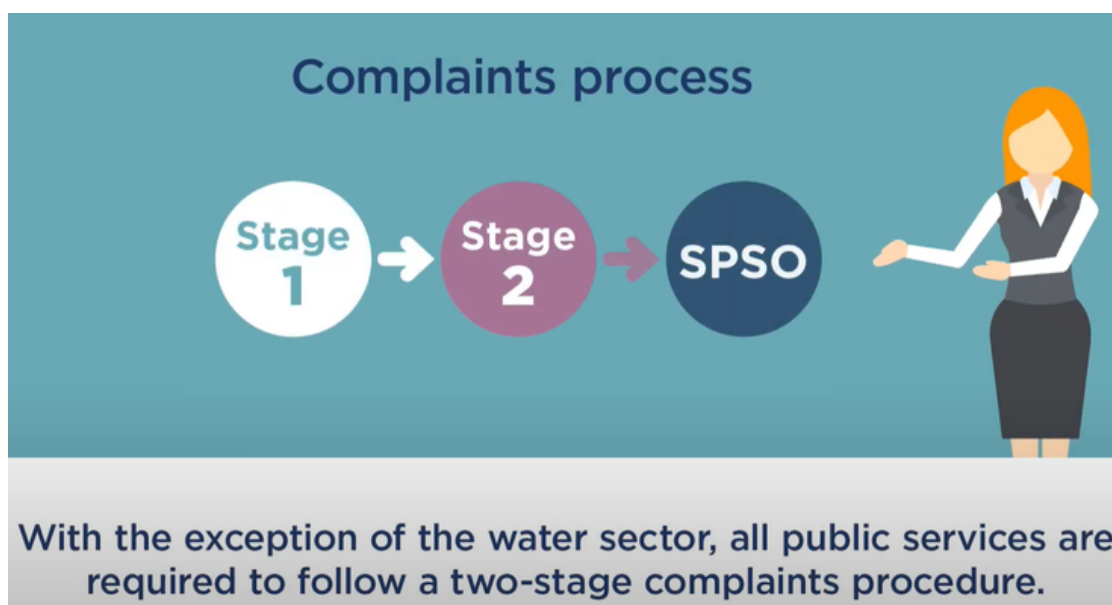 Complaints process
Stage
1
Stage
2
SPSO
With the exception of the water sector, all public services are
required to follow a two-stage complaints procedure.